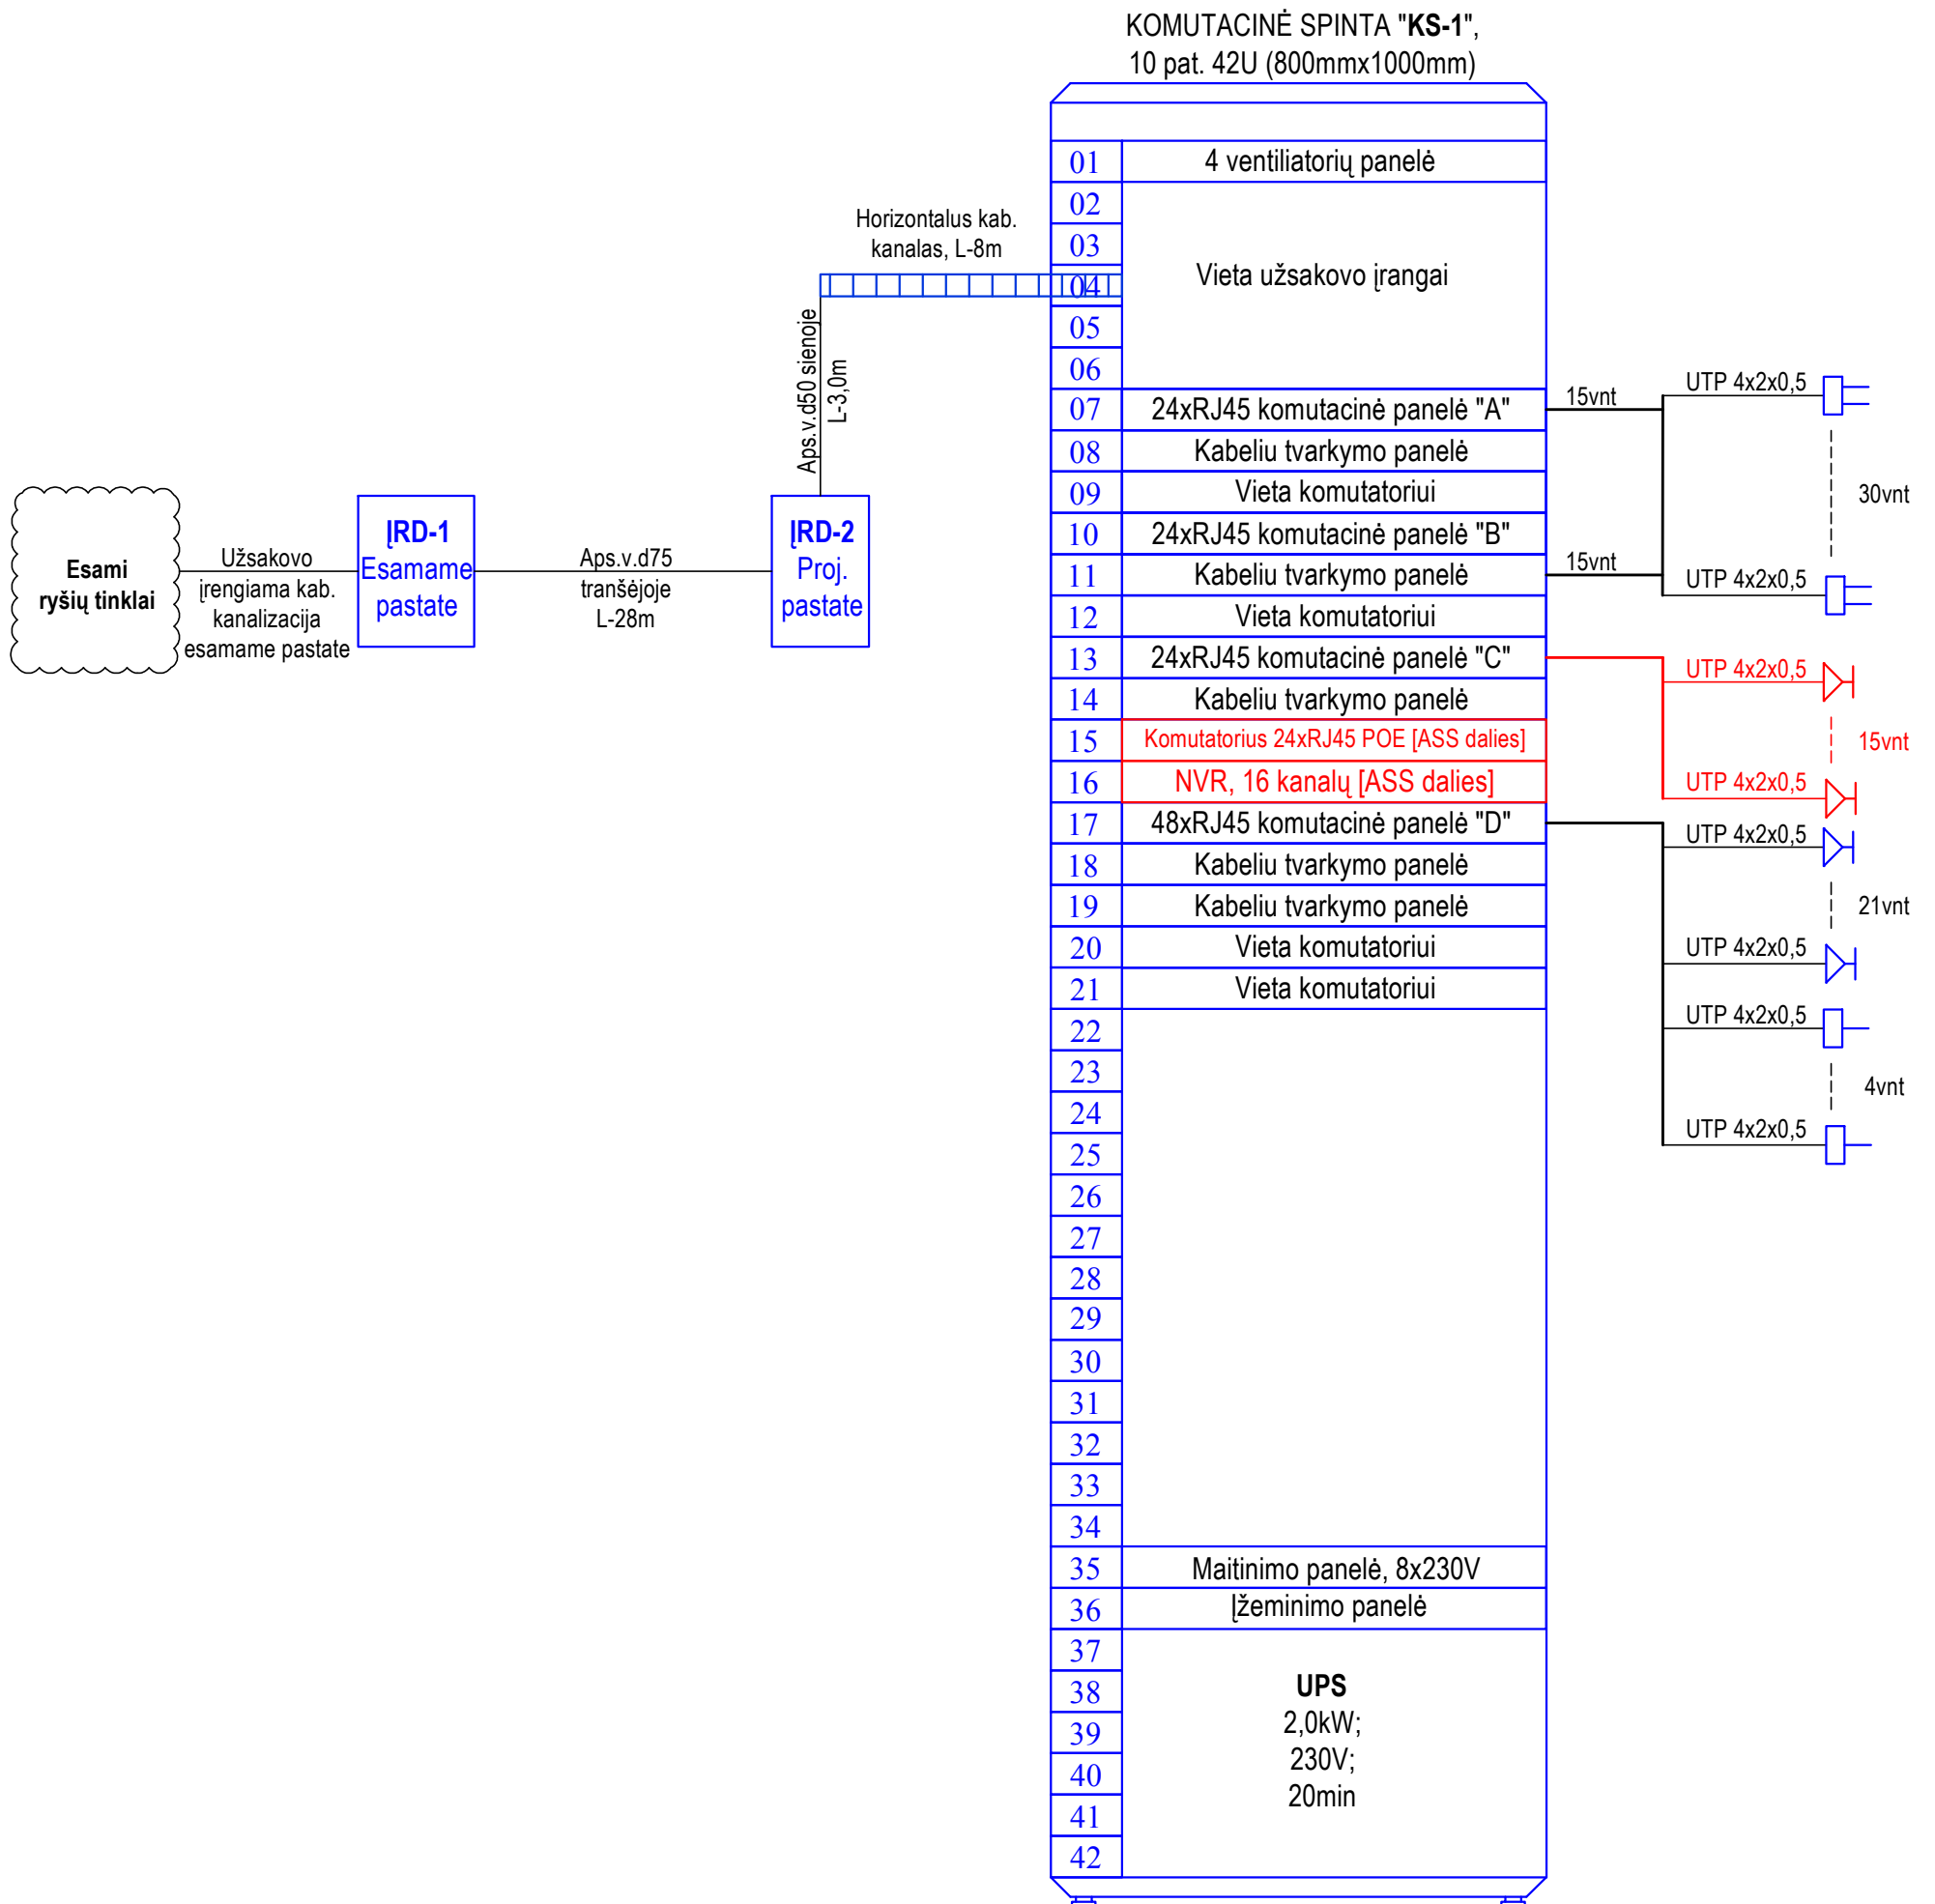 KOMUTACINĖ SPINTA "KS-1",
10 pat. 42U (800mmx1000mm)
01 4 ventiliatorių panelė
02
03
04
05
06
Vieta užsakovo įrangai
07 24xRJ45 komutacinė panelė "A"
08 Kabeliu tvarkymo panelė
09 Vieta komutatoriui
10 24xRJ45 komutacinė panelė "B"
11 Kabeliu tvarkymo panelė
12 Vieta komutatoriui
13 24xRJ45 komutacinė panelė "C"
14 Kabeliu tvarkymo panelė
15 Komutatorius 24xRJ45 POE [ASS dalies]
16 NVR, 16 kanalų [ASS dalies]
17 48xRJ45 komutacinė panelė "D"
18 Kabeliu tvarkymo panelė
19 Kabeliu tvarkymo panelė
20 Vieta komutatoriui
21 Vieta komutatoriui
22
23
24
25
26
27
28
29
30
31
32
33
34
35 Maitinimo panelė, 8x230V
36 Įžeminimo panelė
37
38
39
40
41
42
UPS
2,0kW;
230V;
20min
Horizontalus kab.
kanalas, L-8m
Aps.v.d50 sienoje
L-3,0m
Esami
ryšių tinklai
Užsakovo
įrengiama kab.
kanalizacija
esamame pastate
ĮRD-1
Esamame
pastate
Aps.v.d75
tranšėjoje
L-28m
ĮRD-2
Proj.
pastate
15vnt
UTP 4x2x0,5
30vnt
15vnt
UTP 4x2x0,5
UTP 4x2x0,5
15vnt
UTP 4x2x0,5
UTP 4x2x0,5
21vnt
UTP 4x2x0,5
UTP 4x2x0,5
4vnt
UTP 4x2x0,5